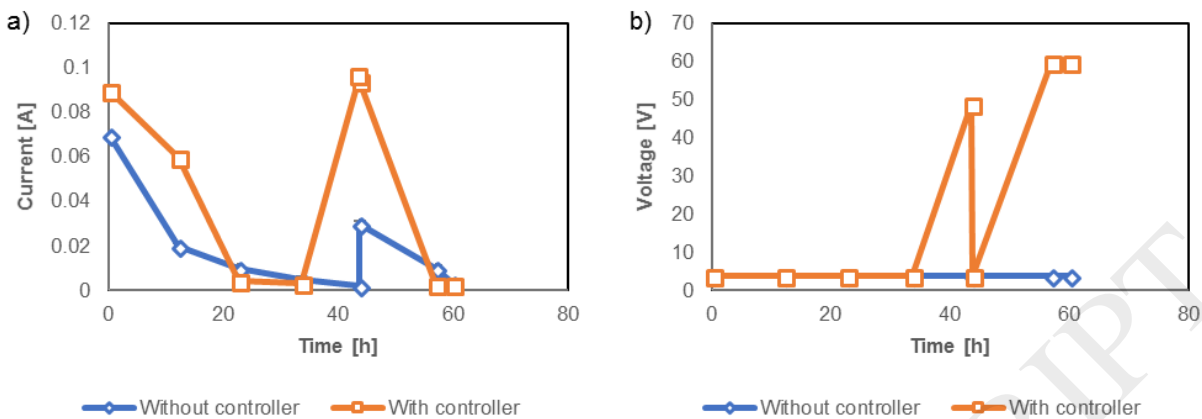 a)
0.12
0.1
0.08
0.06
0.04
0.02
0
Current [A]
0 20 40 60 80
Time [h]
Without controller With controller
b)
70
60
50
40
30
20
10
0
Voltage [V]
0 20 40 60 80
Time [h]
Without controller With controller
RIPT